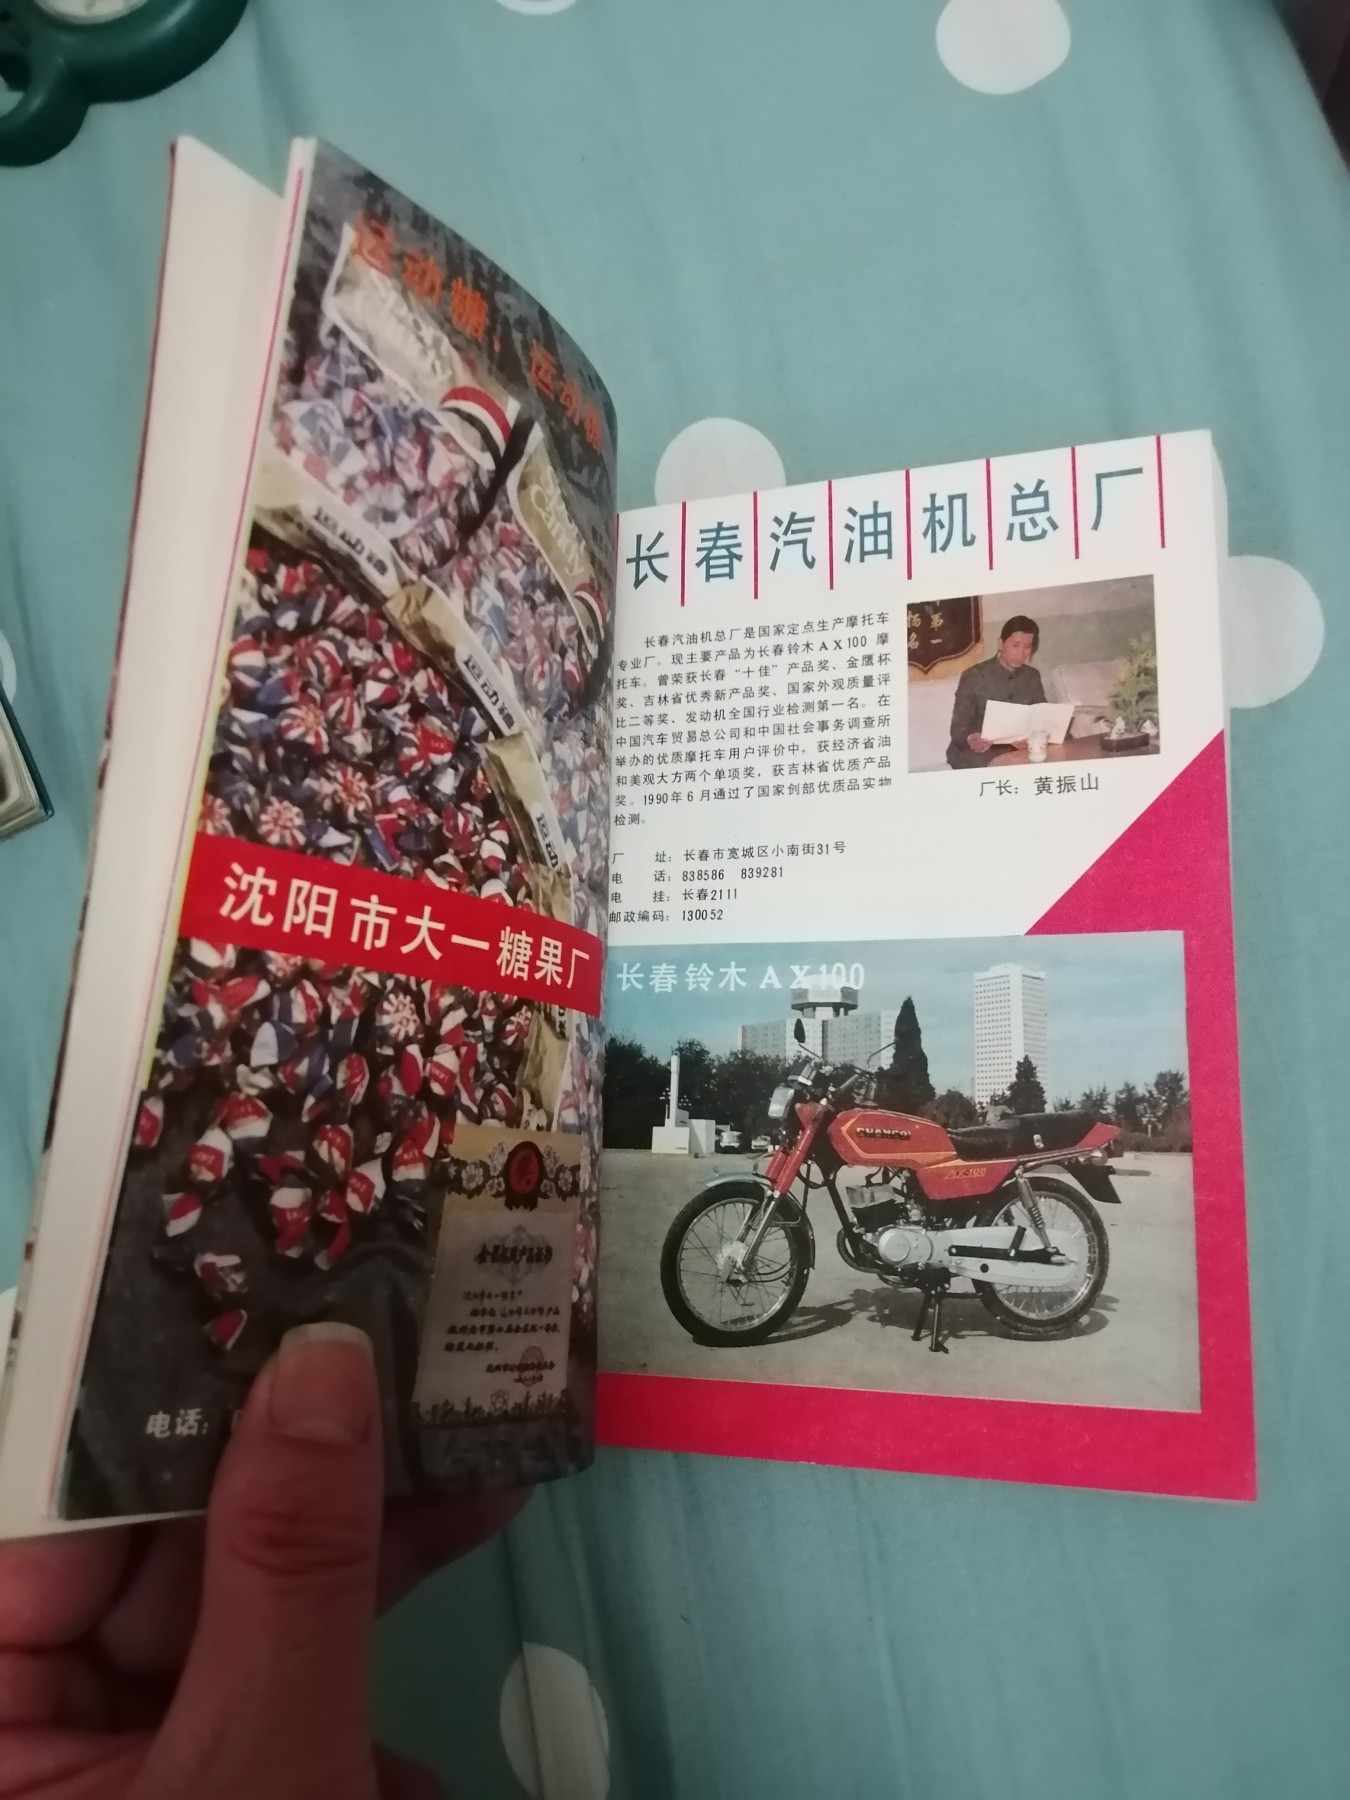 运动糖，运动糖
Candy
运动糖
运动糖
运动
沈阳市大一糖果厂
电话：
长春汽油机总厂
长春汽油机总厂是国家定点生产摩托车
专业厂。现主要产品为长春铃木AX100 摩
托车。曾荣获长春“十佳”产品奖、金鹰杯
奖、吉林省优秀新产品奖、国家外观质量评
比二等奖、发动机全国行业检测第一名。在
中国汽车贸易总公司和中国社会事务调查所
举办的优质摩托车用户评价中，获经济省油
和美观大方两个单项奖，获吉林省优质产品
奖。1990年6月通过了国家创部优质品实物
检测。
厂长：黄振山
厂 址：长春市宽城区小南街31号
电 话：838586 839281
电 挂：长春2111
邮政编码：130052
长春铃木AX100
AX100